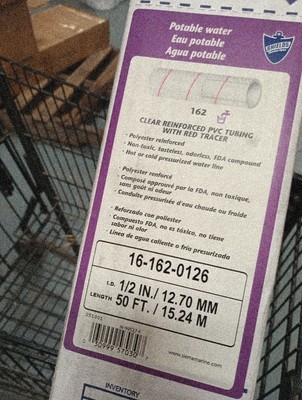 Potable water
Eau potable
Agua potable
SHIELDS
162
CLEAR REINFORCED PVC TUBING
WITH RED TRACER
· Polyester reinforced
· Non-toxic, tasteless, odorless, FDA compound
· Hot or cold pressurized water line
· Polyester renforcé
· Composé approuvé par la FDA, non toxique,
sans goût ni odeur
· Conduite pressurisée d'eau chaude ou froide
· Reforzado con poliester
· Compuesto FDA, no es tóxico, no tiene
sabor ni olor
· Línea de agua caliente o fría presurizada
16-162-0126
I.D. 1/2 IN./ 12.70 MM
LENGTH 50 FT. / 15.24 M
www.sierramarine.com
INVENTORY